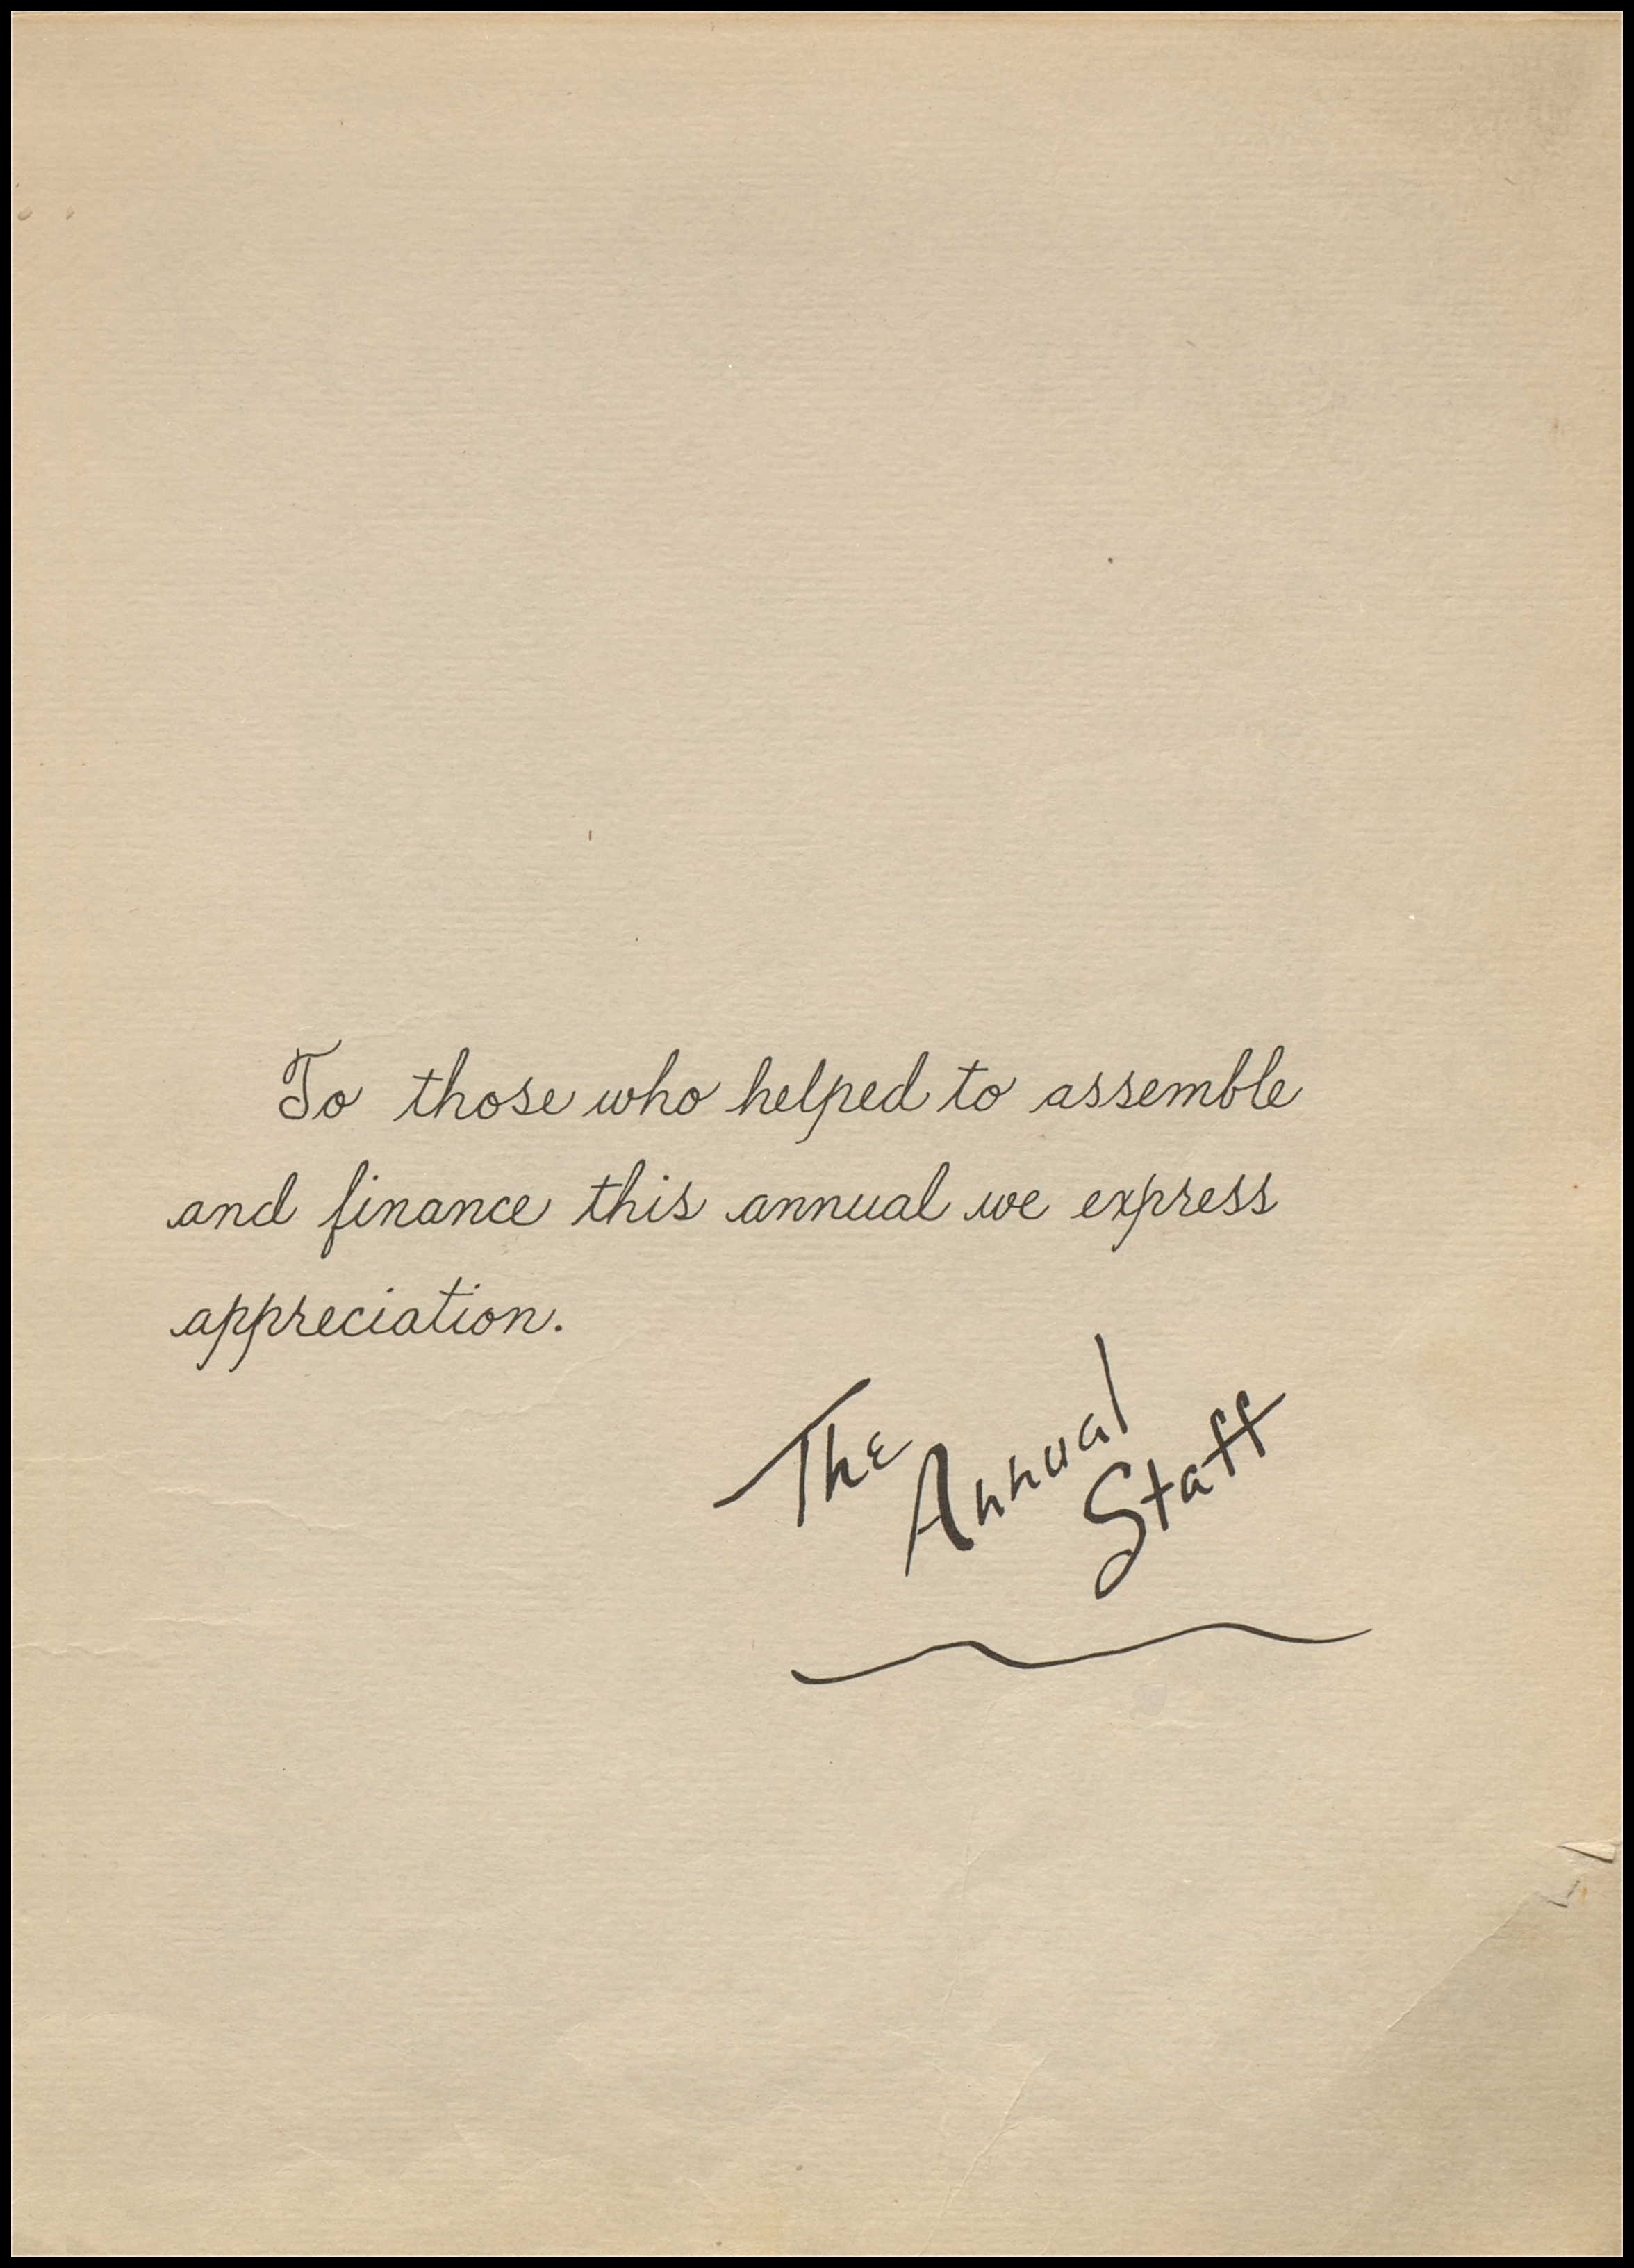 To those who helped to assemble
and finance this annual we express
appreciation.
The Annual
Staff